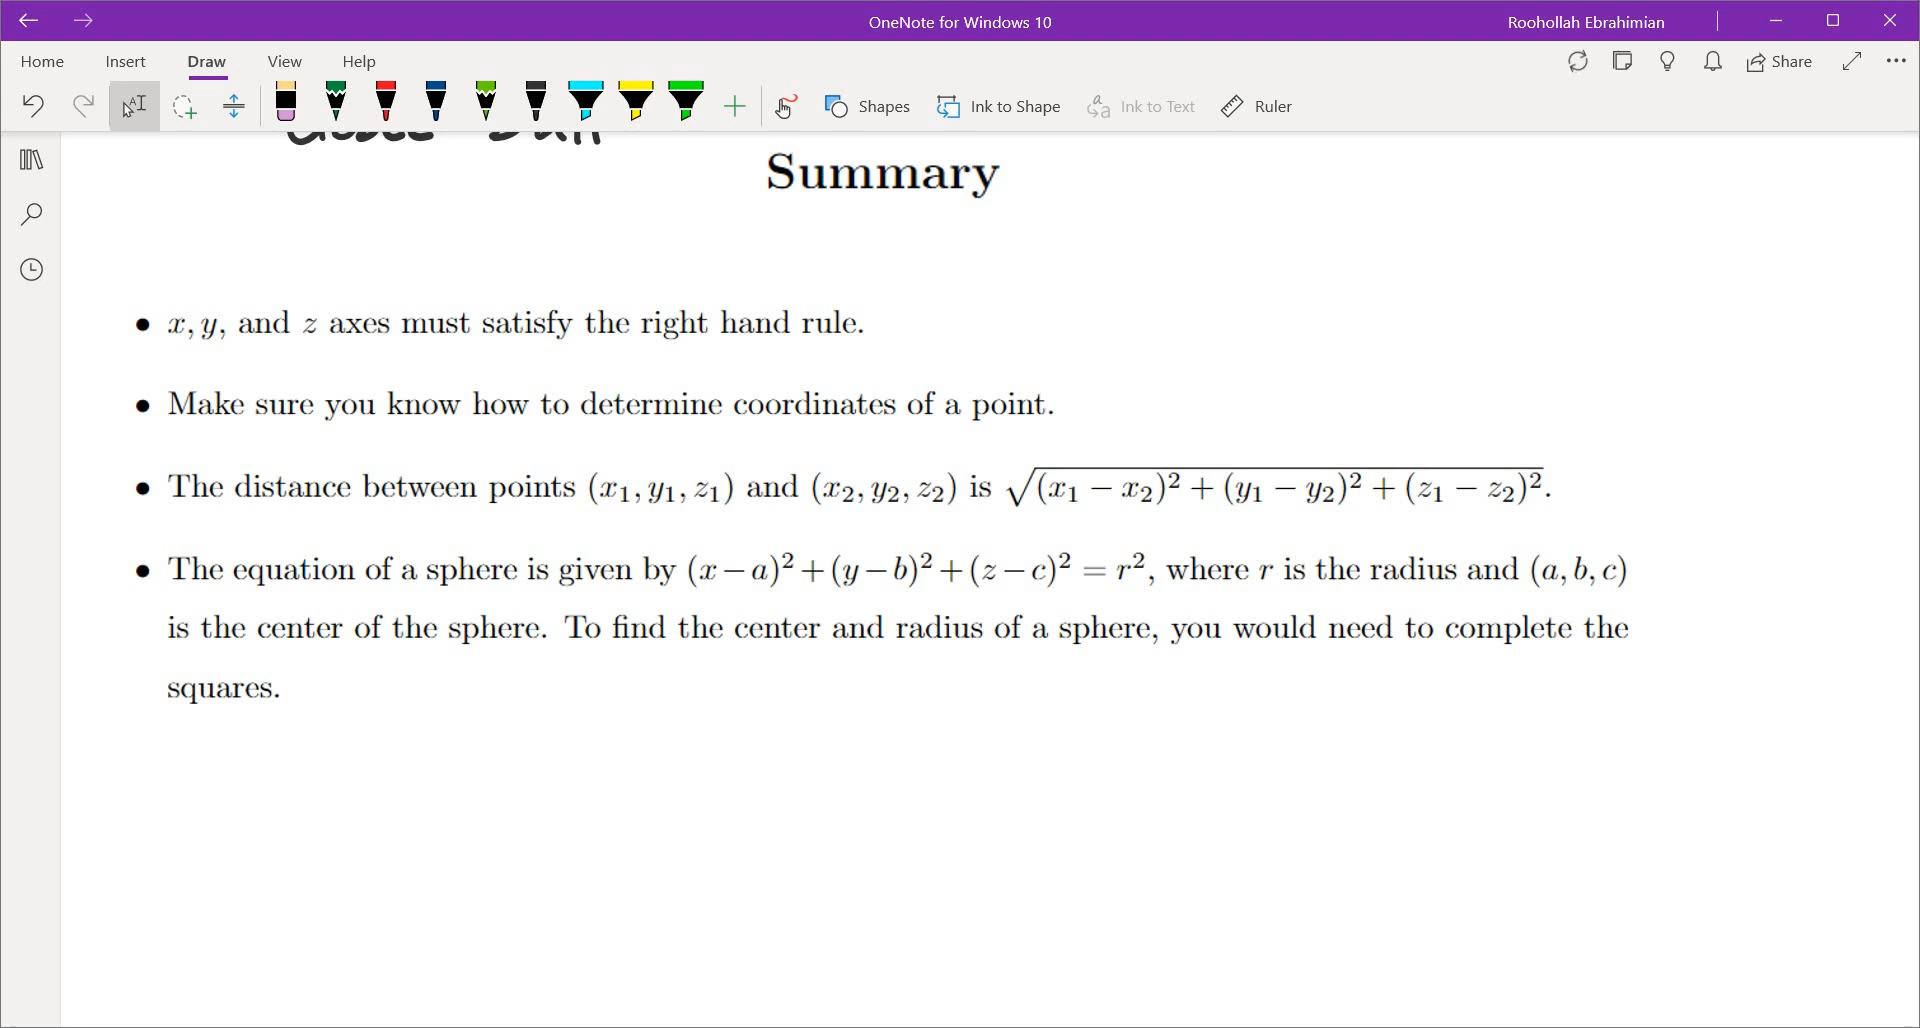 OneNote for Windows 10
Roohollah Ebrahimian
Home Insert Draw View Help
Share
Shapes Ink to Shape Ink to Text Ruler
Summary
• x, y, and z axes must satisfy the right hand rule.
• Make sure you know how to determine coordinates of a point.
• The distance between points (x₁, y₁, z₁) and (x₂, y₂, z₂) is √((x₁ − x₂)² + (y₁ − y₂)² + (z₁ − z₂)²).
• The equation of a sphere is given by (x − a)² + (y − b)² + (z − c)² = r², where r is the radius and (a, b, c)
is the center of the sphere. To find the center and radius of a sphere, you would need to complete the
squares.